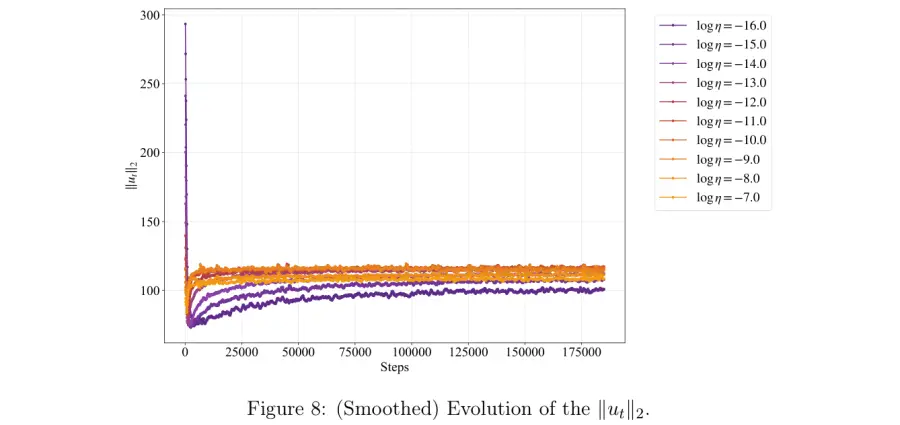 300
250
200
150
100
‖u_t‖₂
0 25000 50000 75000 100000 125000 150000 175000
Steps
log η = −16.0
log η = −15.0
log η = −14.0
log η = −13.0
log η = −12.0
log η = −11.0
log η = −10.0
log η = −9.0
log η = −8.0
log η = −7.0
Figure 8: (Smoothed) Evolution of the ‖u_t‖₂.